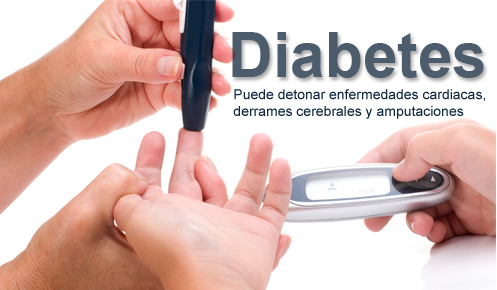 Diabetes
Puede detonar enfermedades cardiacas,
derrames cerebrales y amputaciones